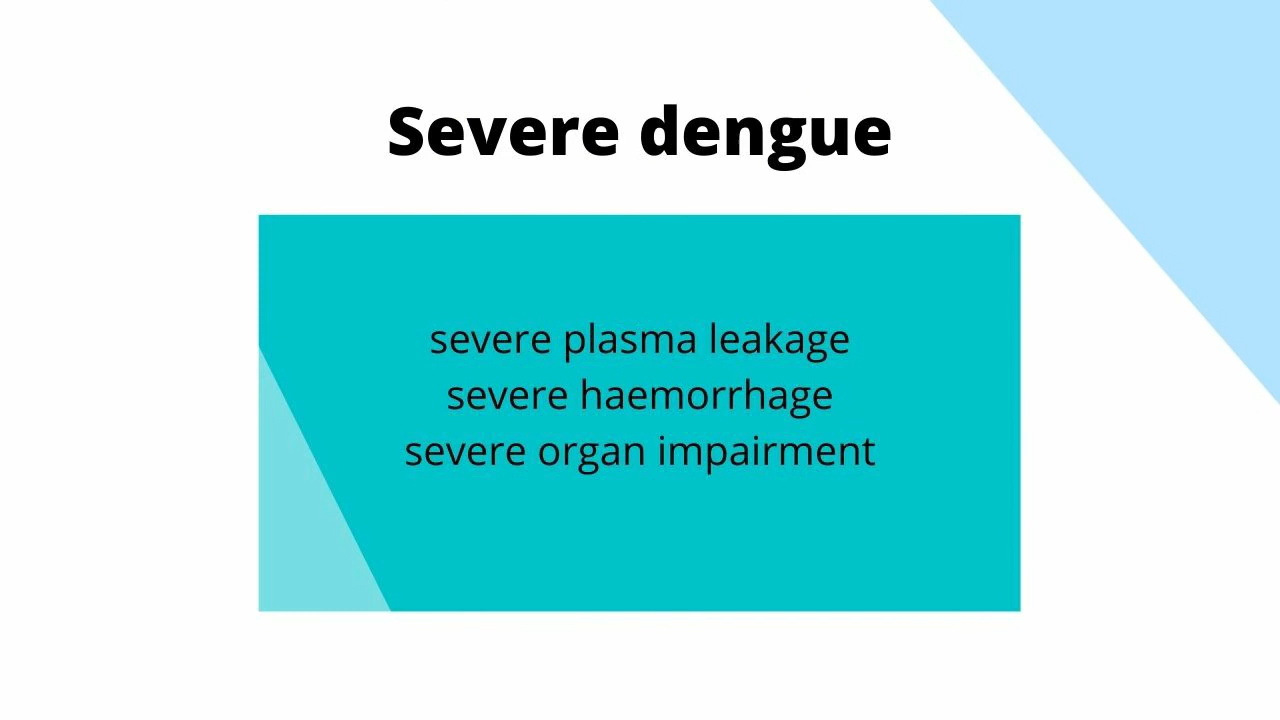 Severe dengue
severe plasma leakage
severe haemorrhage
severe organ impairment